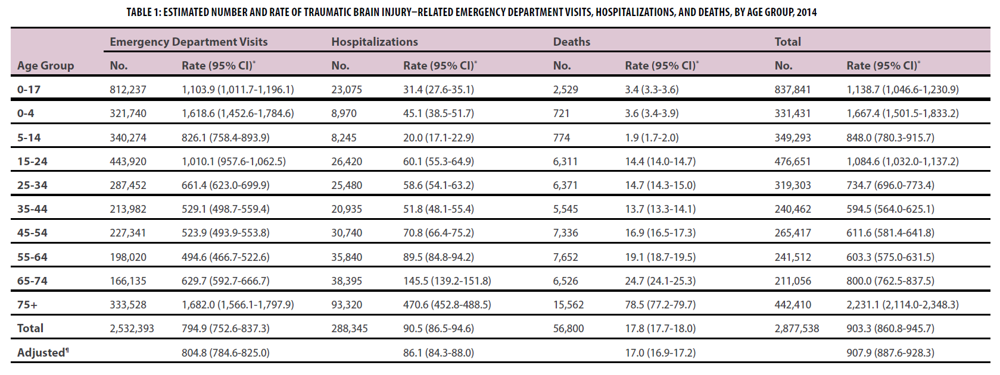 TABLE 1: ESTIMATED NUMBER AND RATE OF TRAUMATIC BRAIN INJURY–RELATED EMERGENCY DEPARTMENT VISITS, HOSPITALIZATIONS, AND DEATHS, BY AGE GROUP, 2014
Emergency Department Visits Hospitalizations Deaths Total
Age Group No. Rate (95% CI)* No. Rate (95% CI)* No. Rate (95% CI)* No. Rate (95% CI)*
0-17 812,237 1,103.9 (1,011.7-1,196.1) 23,075 31.4 (27.6-35.1) 2,529 3.4 (3.3-3.6) 837,841 1,138.7 (1,046.6-1,230.9)
0-4 321,740 1,618.6 (1,452.6-1,784.6) 8,970 45.1 (38.5-51.7) 721 3.6 (3.4-3.9) 331,431 1,667.4 (1,501.5-1,833.2)
5-14 340,274 826.1 (758.4-893.9) 8,245 20.0 (17.1-22.9) 774 1.9 (1.7-2.0) 349,293 848.0 (780.3-915.7)
15-24 443,920 1,010.1 (957.6-1,062.5) 26,420 60.1 (55.3-64.9) 6,311 14.4 (14.0-14.7) 476,651 1,084.6 (1,032.0-1,137.2)
25-34 287,452 661.4 (623.0-699.9) 25,480 58.6 (54.1-63.2) 6,371 14.7 (14.3-15.0) 319,303 734.7 (696.0-773.4)
35-44 213,982 529.1 (498.7-559.4) 20,935 51.8 (48.1-55.4) 5,545 13.7 (13.3-14.1) 240,462 594.5 (564.0-625.1)
45-54 227,341 523.9 (493.9-553.8) 30,740 70.8 (66.4-75.2) 7,336 16.9 (16.5-17.3) 265,417 611.6 (581.4-641.8)
55-64 198,020 494.6 (466.7-522.6) 35,840 89.5 (84.8-94.2) 7,652 19.1 (18.7-19.5) 241,512 603.3 (575.0-631.5)
65-74 166,135 629.7 (592.7-666.7) 38,395 145.5 (139.2-151.8) 6,526 24.7 (24.1-25.3) 211,056 800.0 (762.5-837.5)
75+ 333,528 1,682.0 (1,566.1-1,797.9) 93,320 470.6 (452.8-488.5) 15,562 78.5 (77.2-79.7) 442,410 2,231.1 (2,114.0-2,348.3)
Total 2,532,393 794.9 (752.6-837.3) 288,345 90.5 (86.5-94.6) 56,800 17.8 (17.7-18.0) 2,877,538 903.3 (860.8-945.7)
Adjusted¶ 804.8 (784.6-825.0) 86.1 (84.3-88.0) 17.0 (16.9-17.2) 907.9 (887.6-928.3)